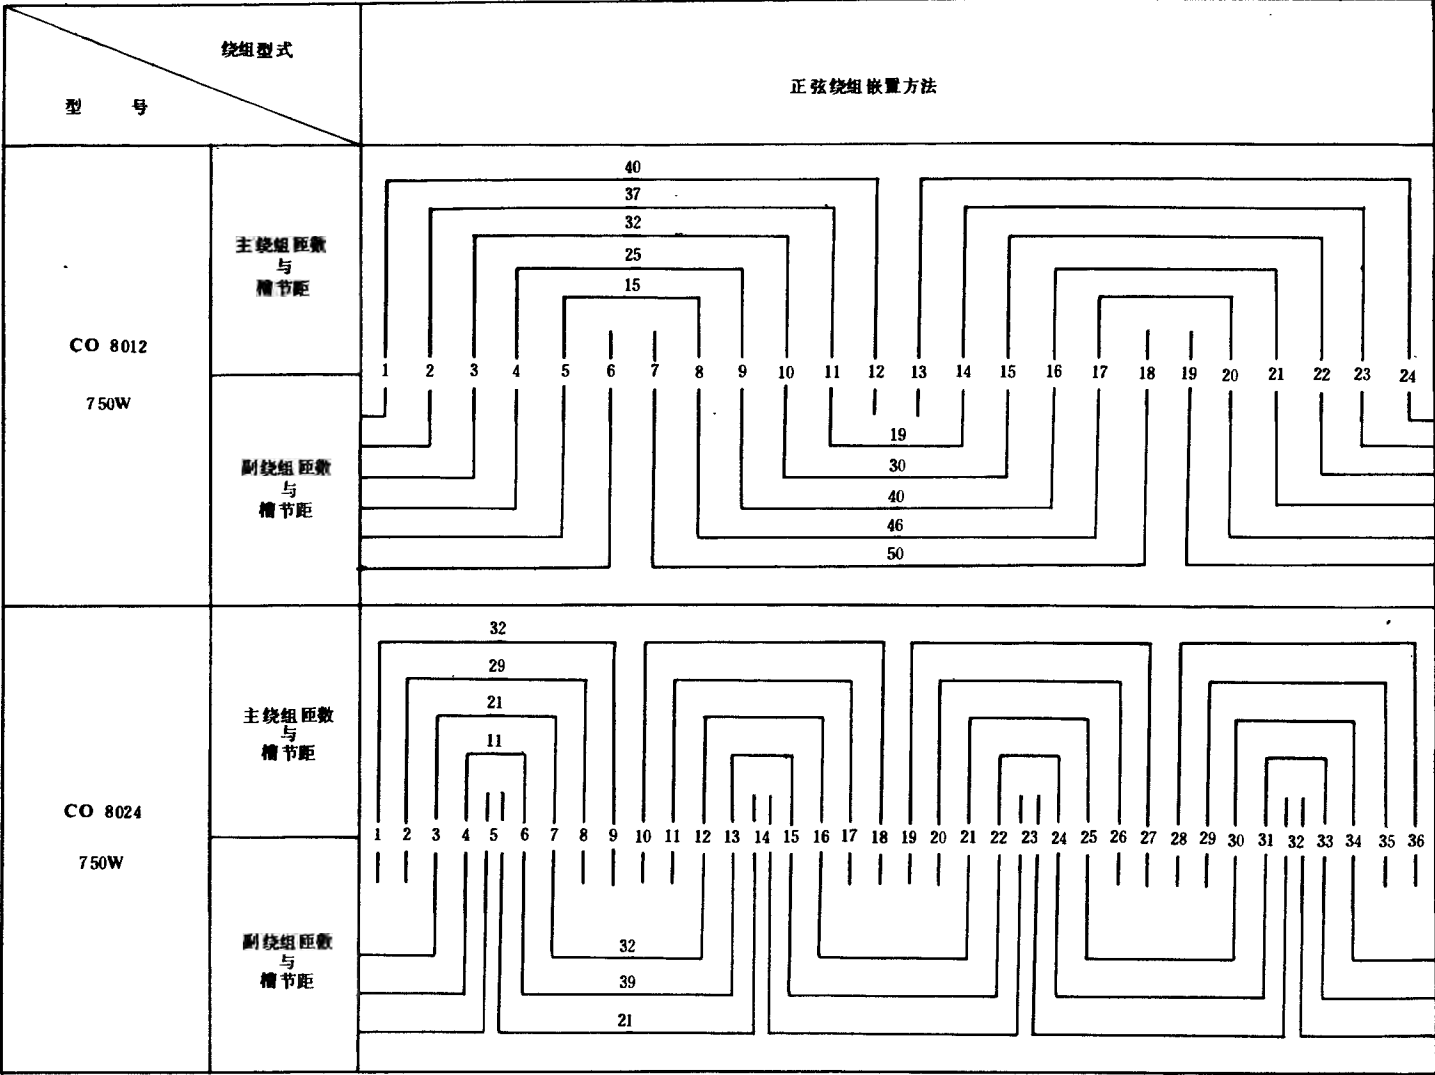 绕组型式
型 号
正弦绕组嵌置方法
CO 8012
750W
主绕组匝数
与
槽节距
40
37
32
25
15
1 2 3 4 5 6 7 8 9 10 11 12 13 14 15 16 17 18 19 20 21 22 23 24
副绕组匝数
与
槽节距
19
30
40
46
50
CO 8024
750W
主绕组匝数
与
槽节距
32
29
21
11
1 2 3 4 5 6 7 8 9 10 11 12 13 14 15 16 17 18 19 20 21 22 23 24 25 26 27 28 29 30 31 32 33 34 35 36
副绕组匝数
与
槽节距
32
39
21